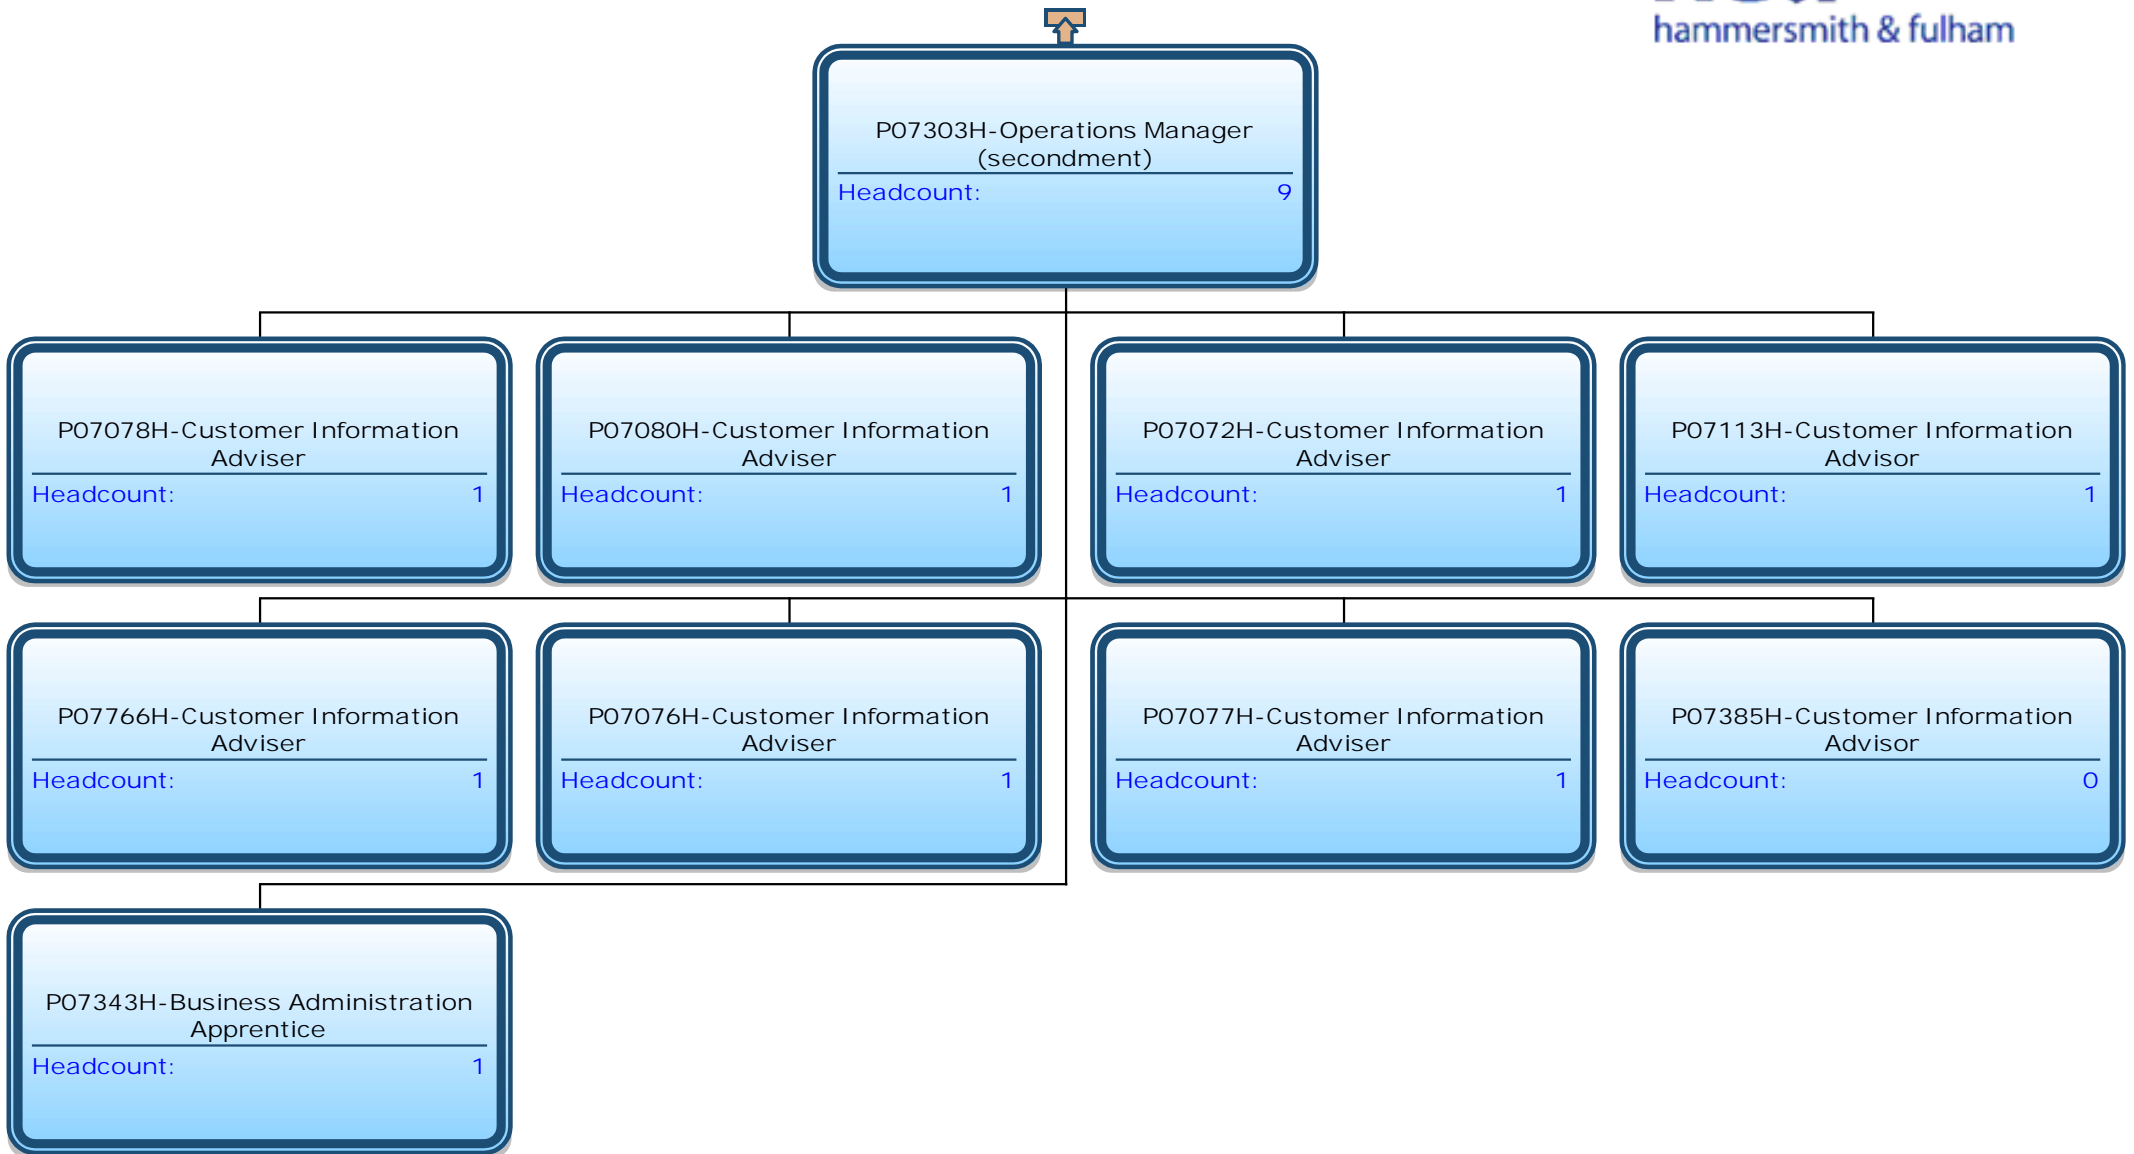 hammersmith & fulham
P07303H-Operations Manager
(secondment)
Headcount: 9
P07078H-Customer Information
Adviser
Headcount: 1
P07080H-Customer Information
Adviser
Headcount: 1
P07072H-Customer Information
Adviser
Headcount: 1
P07113H-Customer Information
Advisor
Headcount: 1
P07766H-Customer Information
Adviser
Headcount: 1
P07076H-Customer Information
Adviser
Headcount: 1
P07077H-Customer Information
Adviser
Headcount: 1
P07385H-Customer Information
Advisor
Headcount: 0
P07343H-Business Administration
Apprentice
Headcount: 1